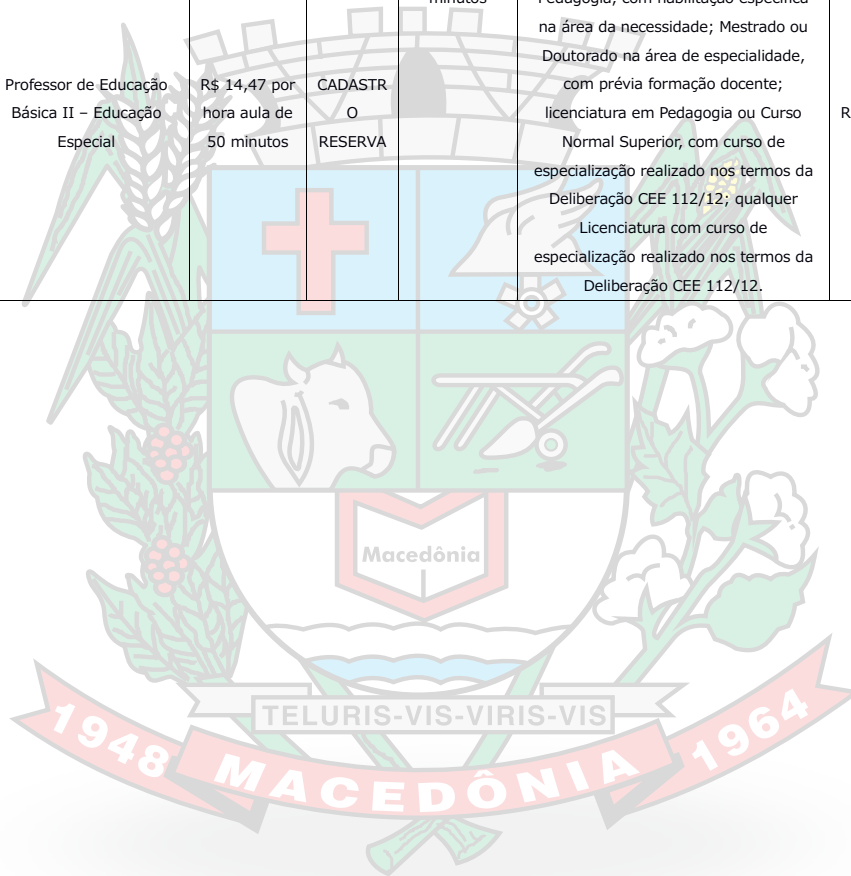 minutos
Pedagogia, com habilitação específica
na área da necessidade; Mestrado ou
Doutorado na área de especialidade,
com prévia formação docente;
licenciatura em Pedagogia ou Curso
Normal Superior, com curso de
especialização realizado nos termos da
Deliberação CEE 112/12; qualquer
Licenciatura com curso de
especialização realizado nos termos da
Deliberação CEE 112/12.
Professor de Educação
Básica II – Educação
Especial
R$ 14,47 por
hora aula de
50 minutos
CADASTR
O
RESERVA
R
Macedônia
TELURIS-VIS-VIRIS-VIS
1948 MACEDÔNIA 1964